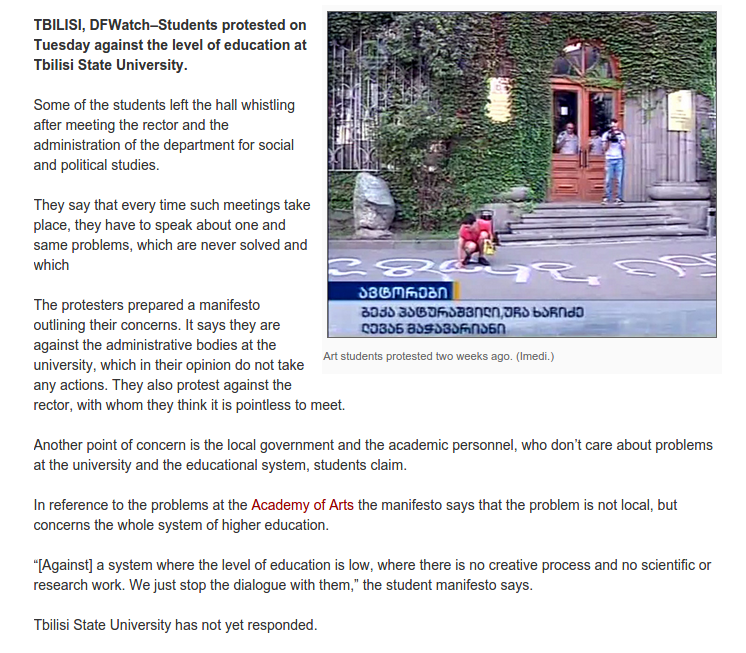 TBILISI, DFWatch–Students protested on
Tuesday against the level of education at
Tbilisi State University.
Some of the students left the hall whistling
after meeting the rector and the
administration of the department for social
and political studies.
They say that every time such meetings take
place, they have to speak about one and
same problems, which are never solved and
which
ავტორები
ბექა პატურაშვილი,უჩა ხარიძე
ლევან მაჭავარიანი
Art students protested two weeks ago. (Imedi.)
The protesters prepared a manifesto
outlining their concerns. It says they are
against the administrative bodies at the
university, which in their opinion do not take
any actions. They also protest against the
rector, with whom they think it is pointless to meet.
Another point of concern is the local government and the academic personnel, who don’t care about problems
at the university and the educational system, students claim.
In reference to the problems at the Academy of Arts the manifesto says that the problem is not local, but
concerns the whole system of higher education.
“[Against] a system where the level of education is low, where there is no creative process and no scientific or
research work. We just stop the dialogue with them,” the student manifesto says.
Tbilisi State University has not yet responded.